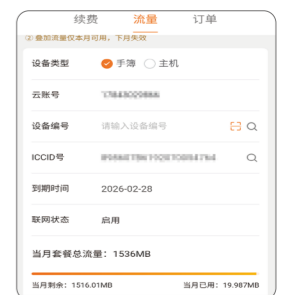 续费 流量 订单
② 叠加流量仅本月可用，下月失效
设备类型 手簿 主机
云账号
设备编号 请输入设备编号
ICCID号
到期时间 2026-02-28
联网状态 启用
当月套餐总流量：1536MB
当月剩余：1516.01MB 当月已用：19.987MB